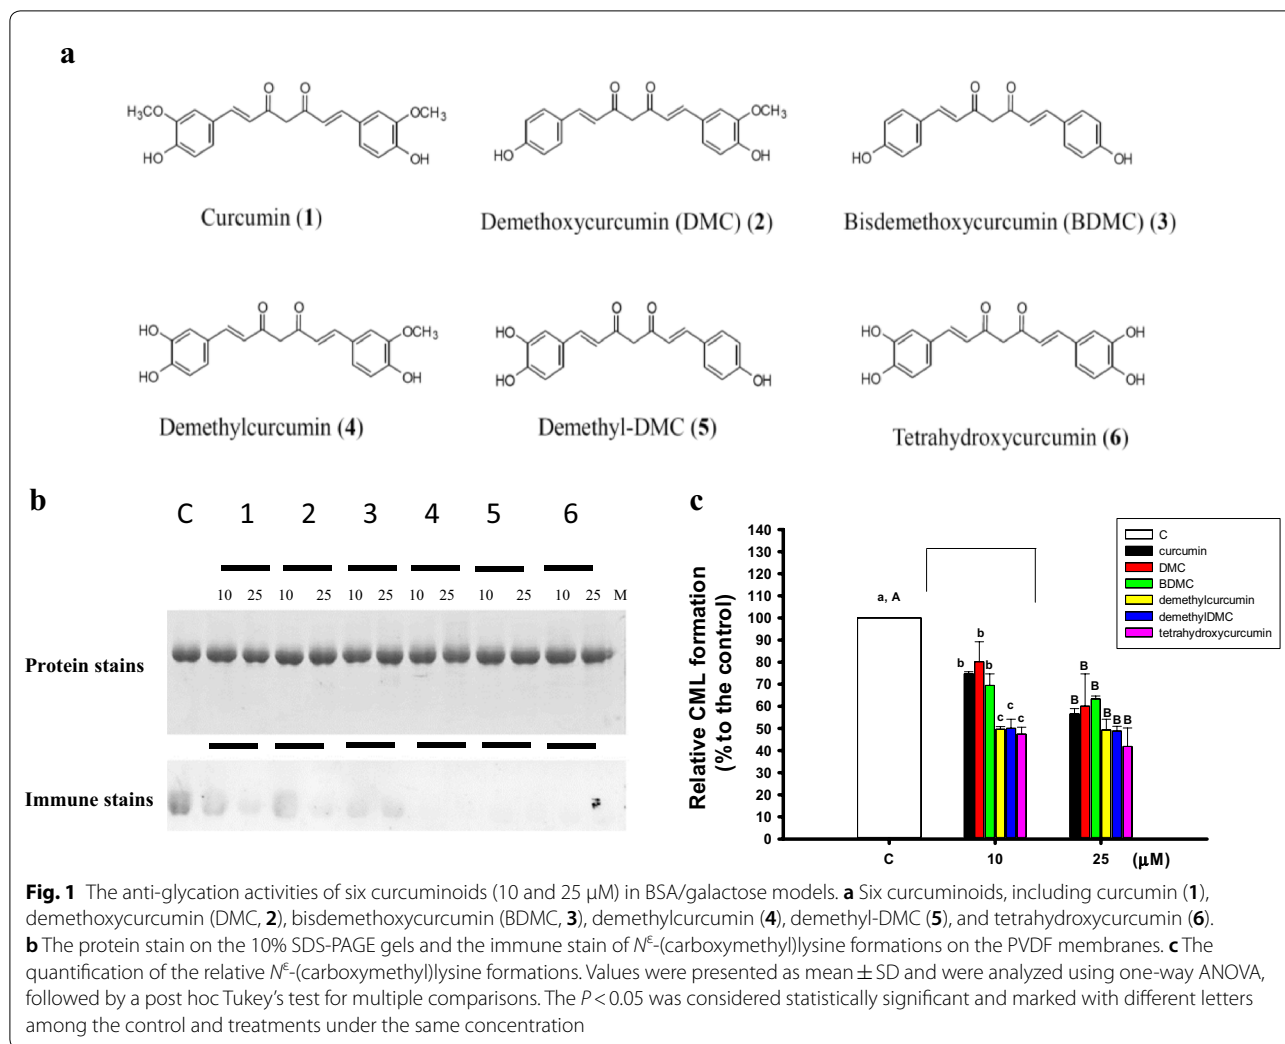 a
O O
H₃CO OCH₃
HO OH
Curcumin (1)
O O
OCH₃
HO OH
Demethoxycurcumin (DMC) (2)
O O
HO OH
Bisdemethoxycurcumin (BDMC) (3)
O O
HO OCH₃
HO OH
Demethylcurcumin (4)
O O
HO
HO OH
Demethyl-DMC (5)
O O
HO OH
HO OH
Tetrahydroxycurcumin (6)
b
C 1 2 3 4 5 6
10 25 10 25 10 25 10 25 10 25 10 25 M
Protein stains
Immune stains
c
Relative CML formation
(% to the control)
140
130
120
110
100
90
80
70
60
50
40
30
20
10
0
a, A
b b b c c c
B B B B B B
C 10 25 (μM)
C
curcumin
DMC
BDMC
demethylcurcumin
demethylDMC
tetrahydroxycurcumin
Fig. 1 The anti-glycation activities of six curcuminoids (10 and 25 μM) in BSA/galactose models. a Six curcuminoids, including curcumin (1),
demethoxycurcumin (DMC, 2), bisdemethoxycurcumin (BDMC, 3), demethylcurcumin (4), demethyl-DMC (5), and tetrahydroxycurcumin (6).
b The protein stain on the 10% SDS-PAGE gels and the immune stain of Nᵋ-(carboxymethyl)lysine formations on the PVDF membranes. c The
quantification of the relative Nᵋ-(carboxymethyl)lysine formations. Values were presented as mean ± SD and were analyzed using one-way ANOVA,
followed by a post hoc Tukey's test for multiple comparisons. The P < 0.05 was considered statistically significant and marked with different letters
among the control and treatments under the same concentration